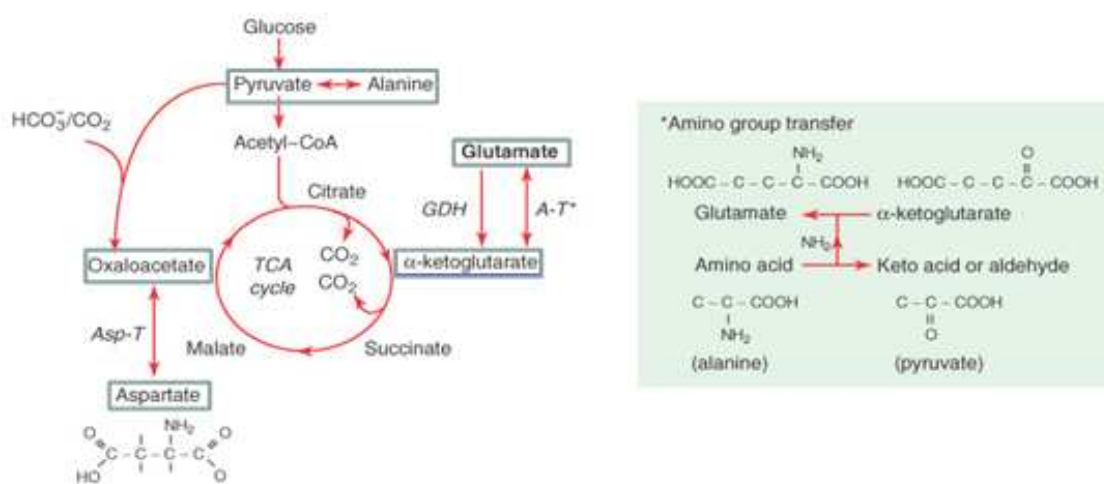 Glucose
Pyruvate
Alanine
HCO₃⁻/CO₂
Acetyl–CoA
Glutamate
Citrate
GDH
A-T*
Oxaloacetate
TCA
cycle
CO₂
CO₂
α-ketoglutarate
Asp-T
Malate
Succinate
Aspartate
NH₂
O
O
C – C – C – C
HO
O
*Amino group transfer
NH₂
O
HOOC – C – C – C – COOH
HOOC – C – C – C – COOH
Glutamate
α-ketoglutarate
NH₂
Amino acid
Keto acid or aldehyde
C – C – COOH
C – C – COOH
NH₂
O
(alanine)
(pyruvate)